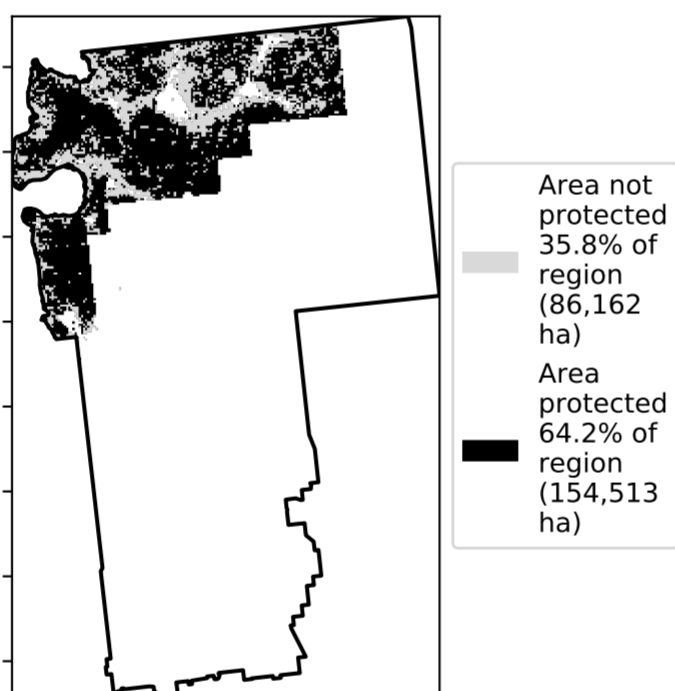 Area not
protected
35.8% of
region
(86,162
ha)
Area
protected
64.2% of
region
(154,513
ha)